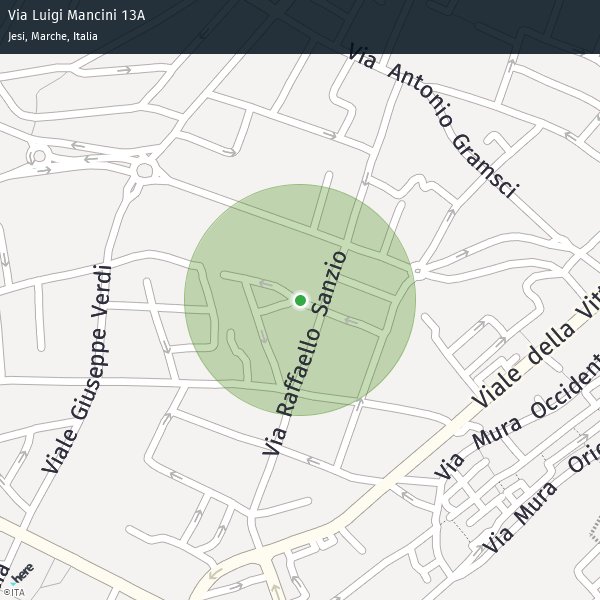 Via Luigi Mancini 13A
Jesi, Marche, Italia
Via Antonio Gramsci
Via Raffaello Sanzio
Viale Giuseppe Verdi
Viale della Vitt
Via Mura Occident
Via Mura Orie
here
©ITA